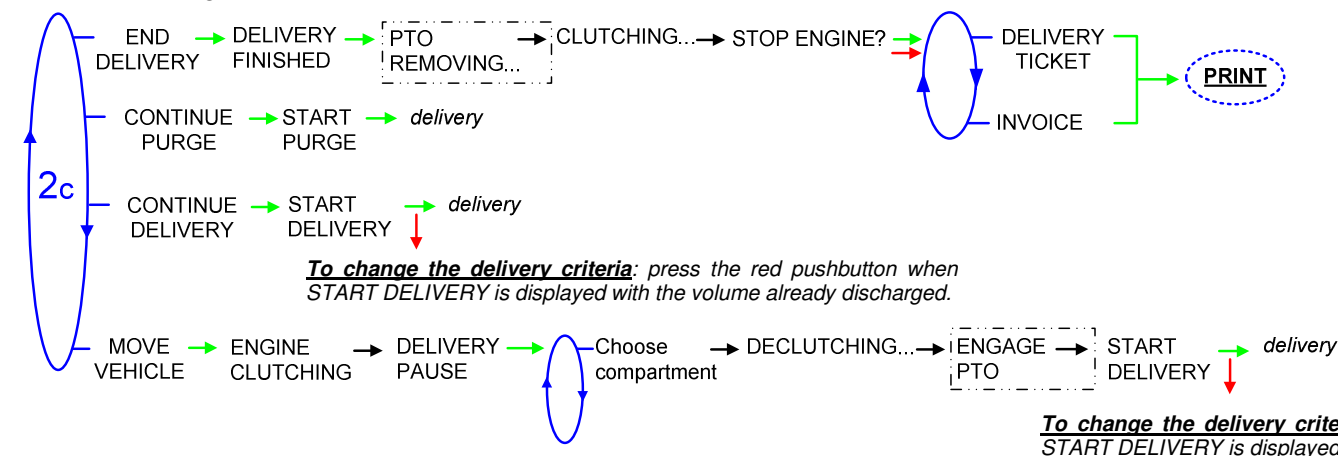 END DELIVERY
DELIVERY FINISHED
PTO REMOVING...
CLUTCHING...
STOP ENGINE?
DELIVERY TICKET
INVOICE
PRINT
2c
CONTINUE PURGE
START PURGE
delivery
CONTINUE DELIVERY
START DELIVERY
delivery
To change the delivery criteria: press the red pushbutton when
START DELIVERY is displayed with the volume already discharged.
MOVE VEHICLE
ENGINE CLUTCHING
DELIVERY PAUSE
Choose compartment
DECLUTCHING...
ENGAGE PTO
START DELIVERY
delivery
To change the delivery crite
START DELIVERY is displayed